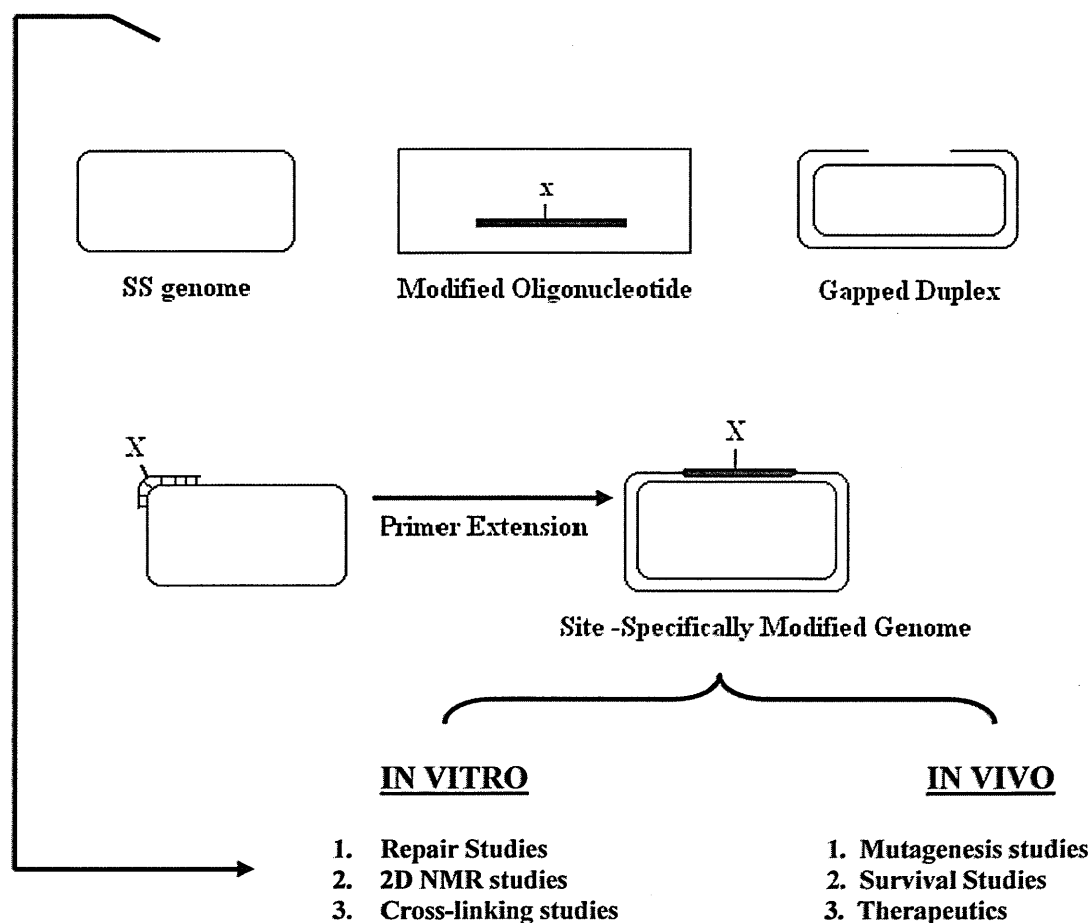 x
SS genome
Modified Oligonucleotide
Gapped Duplex
X
X
Primer Extension
Site -Specifically Modified Genome
IN VITRO
IN VIVO
1. Repair Studies
1. Mutagenesis studies
2. 2D NMR studies
2. Survival Studies
3. Cross-linking studies
3. Therapeutics